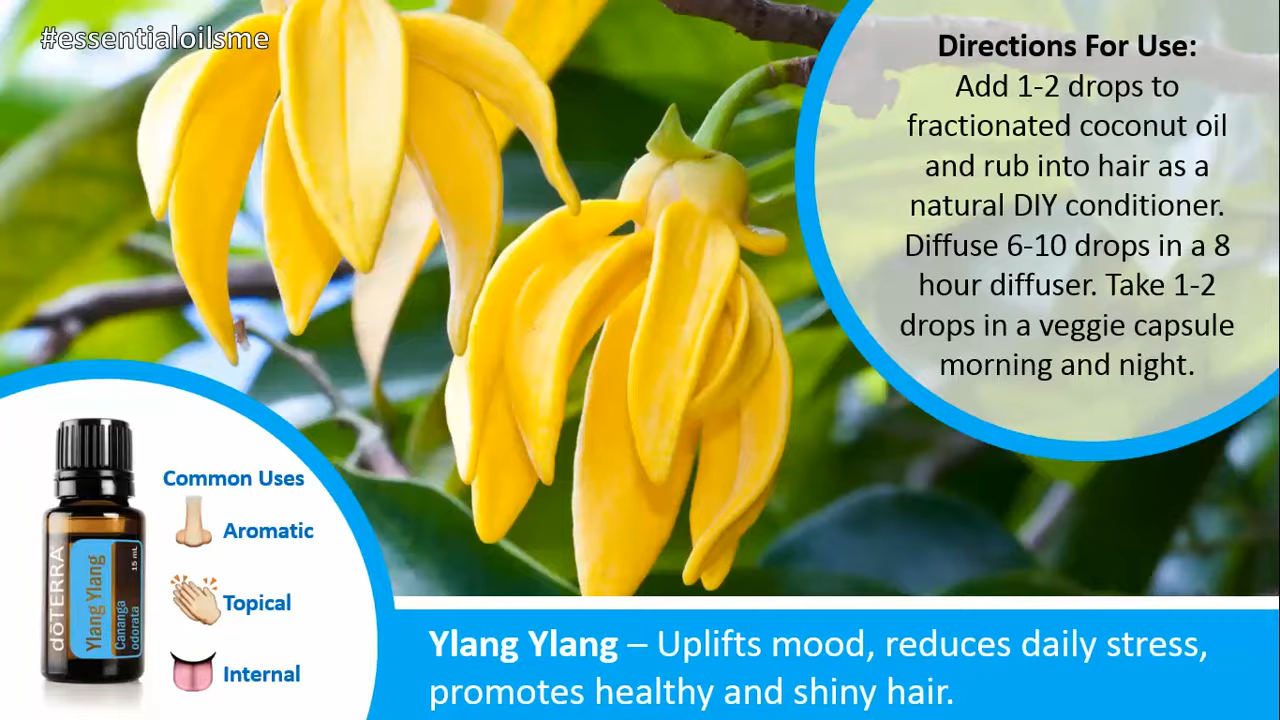 #essentialoilsme
Directions For Use:
Add 1-2 drops to
fractionated coconut oil
and rub into hair as a
natural DIY conditioner.
Diffuse 6-10 drops in a 8
hour diffuser. Take 1-2
drops in a veggie capsule
morning and night.
Common Uses
Aromatic
Topical
Internal
dōTERRA
Ylang Ylang
Cananga
odorata
15 mL
Ylang Ylang – Uplifts mood, reduces daily stress,
promotes healthy and shiny hair.